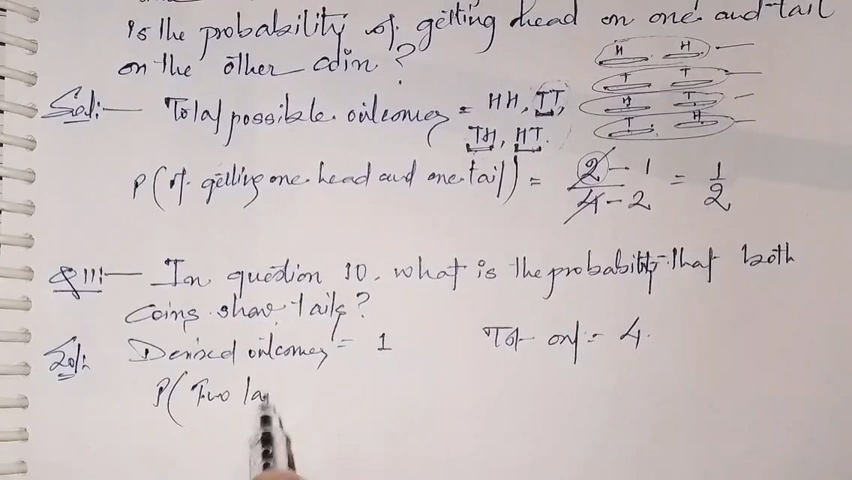 is the probability of getting head on one and tail
on the other coin?
H H
T T
H T
T H
Sol:— Total possible outcomes = HH, TT,
TH, HT.
P(of getting one head and one tail) = 2 - 1 / 4 - 2 = 1/2
Q11:— In question 10, what is the probability that both
coins show tails?
Sol: Desired outcomes = 1 Tot out = 4.
P( Two ta